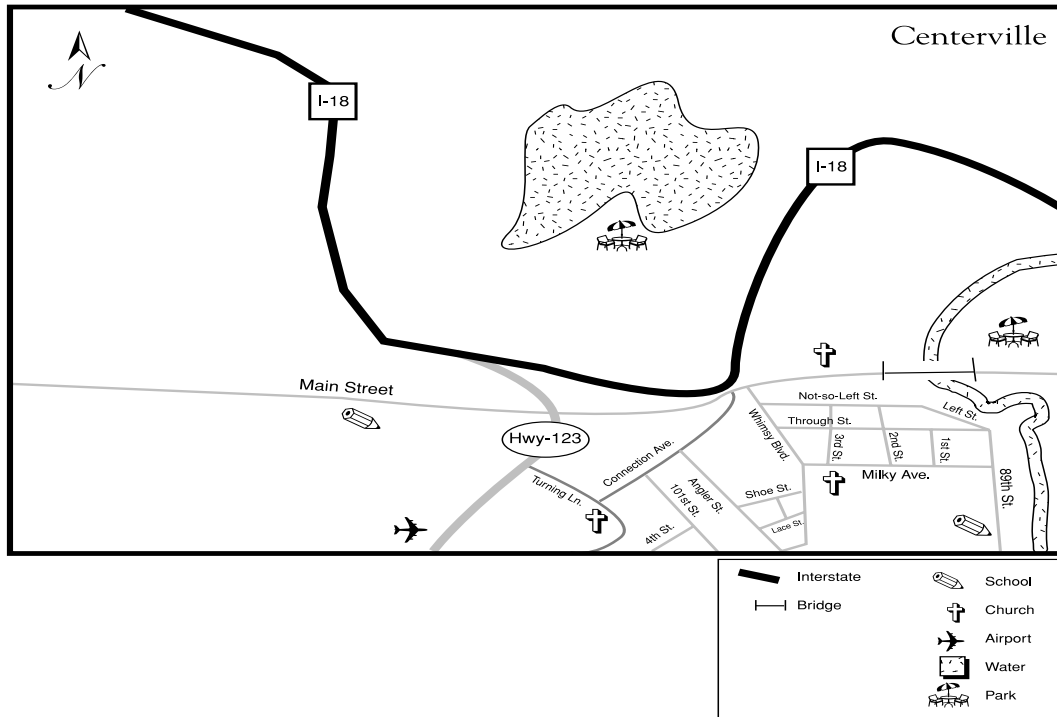 Centerville
N
I-18
I-18
Main Street
Not-so-Left St.
Left St.
Through St.
Whimsy Blvd.
3rd St.
2nd St.
1st St.
Hwy-123
Connection Ave.
Milky Ave.
89th St.
Turning Ln.
Angler St.
101st St.
Shoe St.
Lace St.
4th St.
Interstate
Bridge
School
Church
Airport
Water
Park